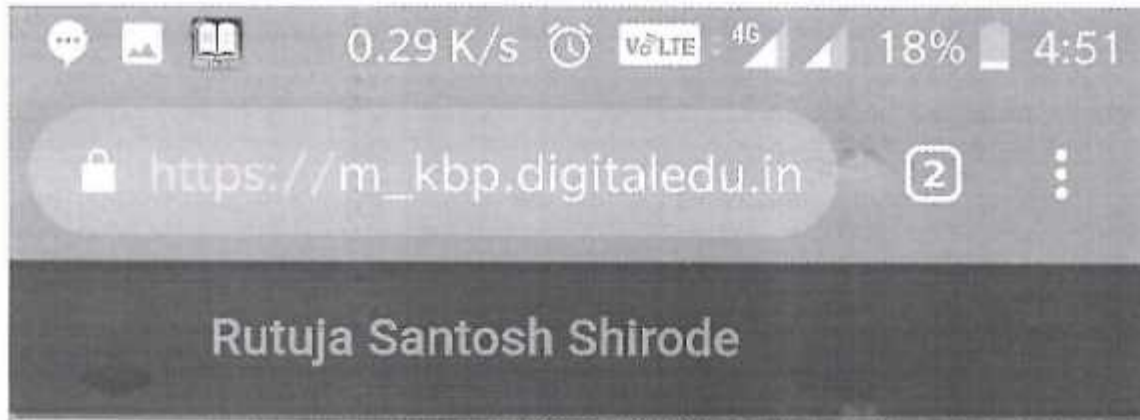 0.29 K/s VoLTE 4G 18% 4:51
https://m_kbp.digitaledu.in 2
Rutuja Santosh Shirode